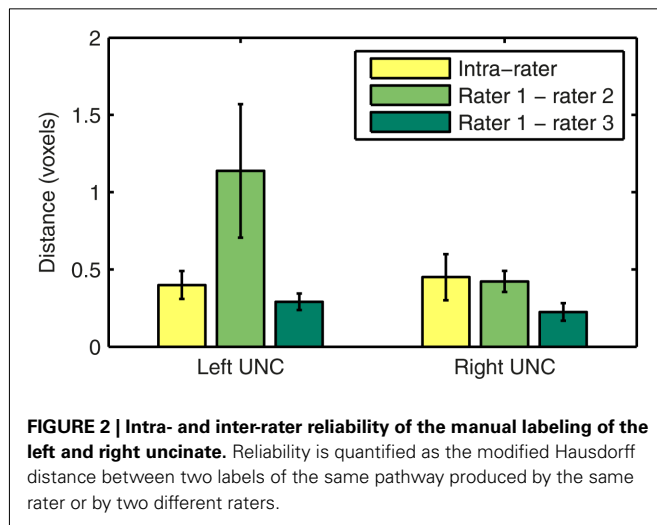 2
1.5
1
0.5
0
Distance (voxels)
Intra−rater
Rater 1 − rater 2
Rater 1 − rater 3
Left UNC
Right UNC
FIGURE 2 | Intra- and inter-rater reliability of the manual labeling of the
left and right uncinate. Reliability is quantified as the modified Hausdorff
distance between two labels of the same pathway produced by the same
rater or by two different raters.